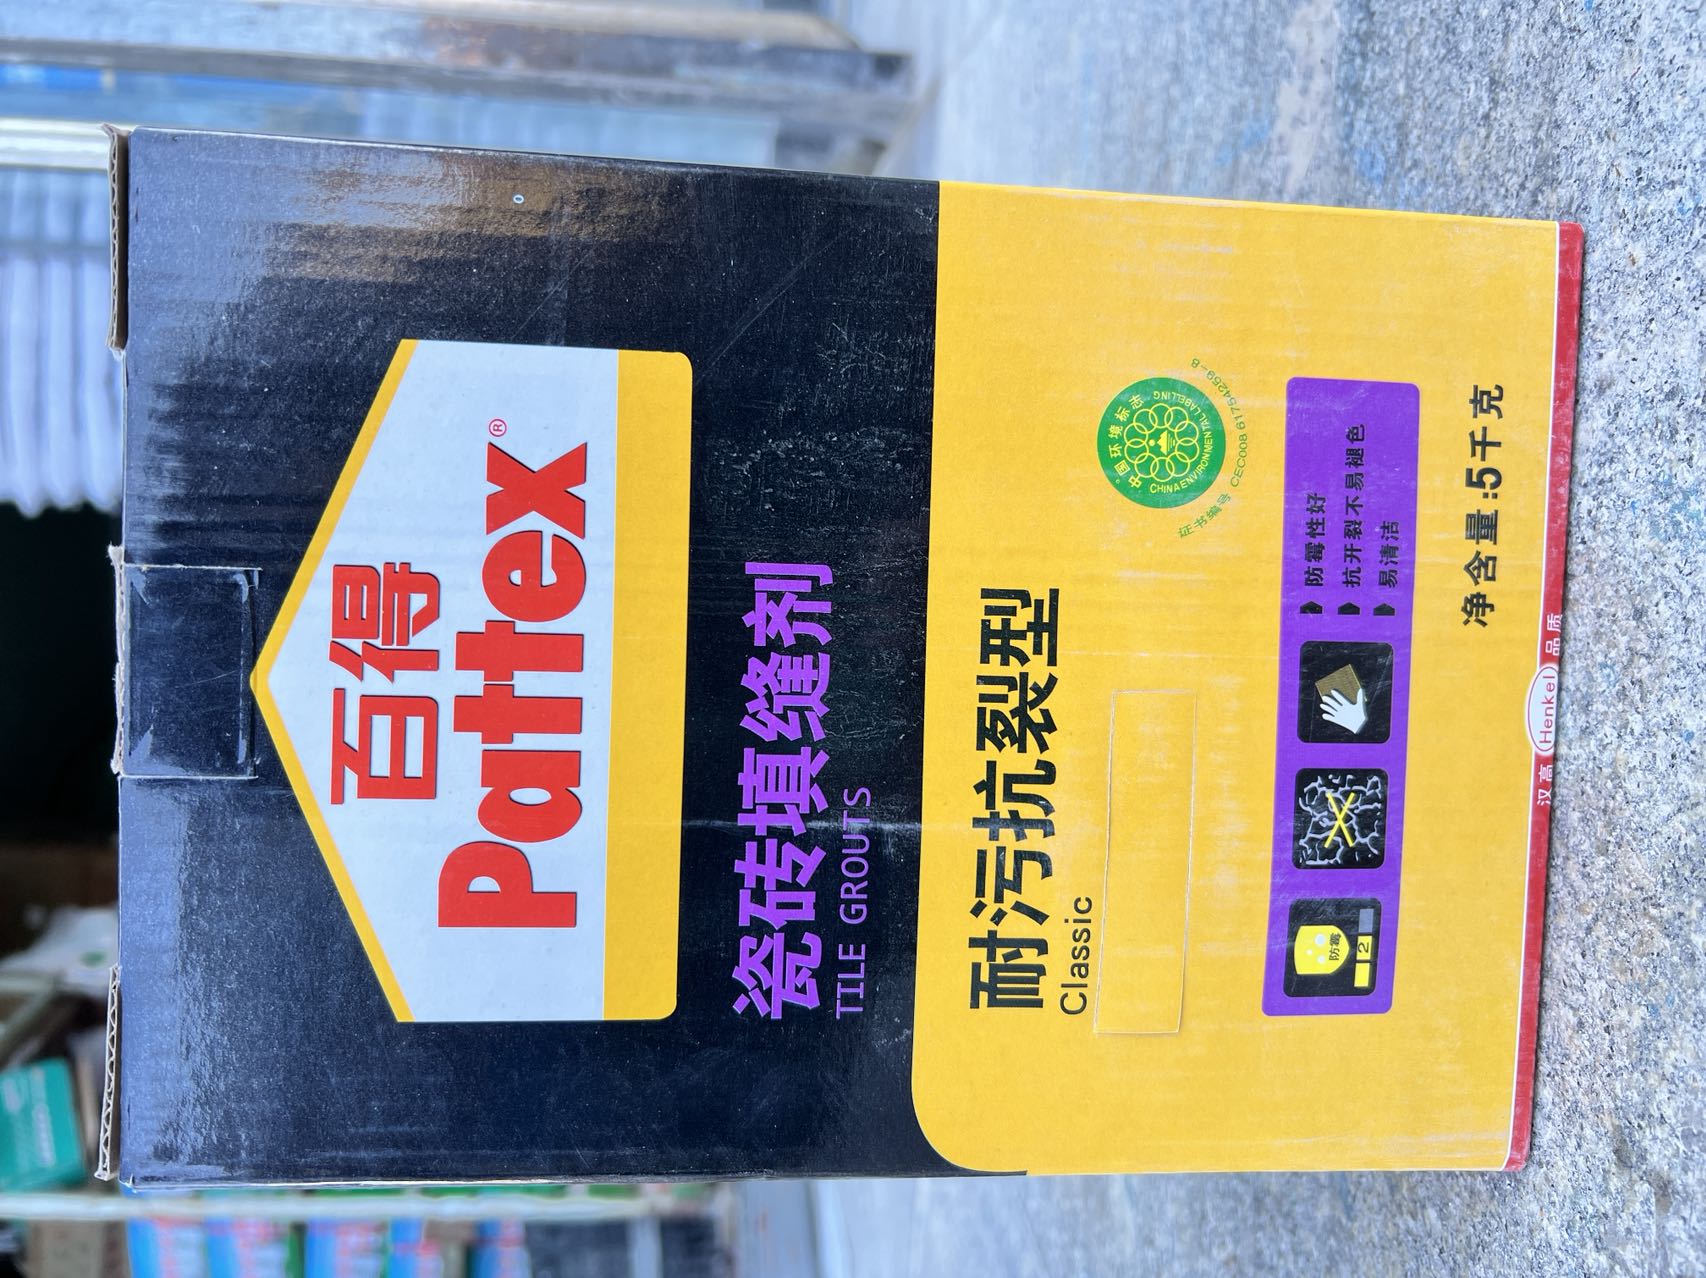 百得
Pattex®
瓷砖填缝剂
TILE GROUTS
耐污抗裂型
Classic
中国环境标志
CHINA ENVIRONMENTAL LABELLING
证书编号 CEC008 61754259-8
防霉
2
防霉性好
抗开裂不易褪色
易清洁
净含量:5千克
汉高 Henkel 品质